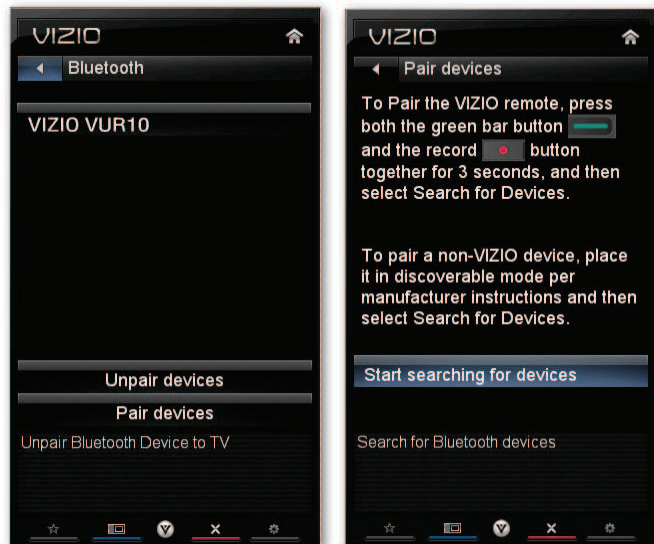 VIZIO
Bluetooth
VIZIO VUR10
Unpair devices
Pair devices
Unpair Bluetooth Device to TV
VIZIO
Pair devices
To Pair the VIZIO remote, press
both the green bar button
and the record button
together for 3 seconds, and then
select Search for Devices.
To pair a non-VIZIO device, place
it in discoverable mode per
manufacturer instructions and then
select Search for Devices.
Start searching for devices
Search for Bluetooth devices